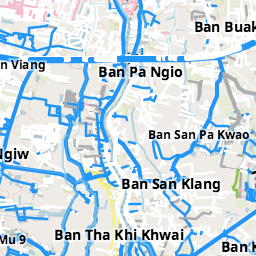 Ban Buak
n Viang
Ban Pa Ngio
Ban San Pa Kwao
Ngiw
Ban San Klang
Ban Tha Khi Khwai
Mu 9
Ban K